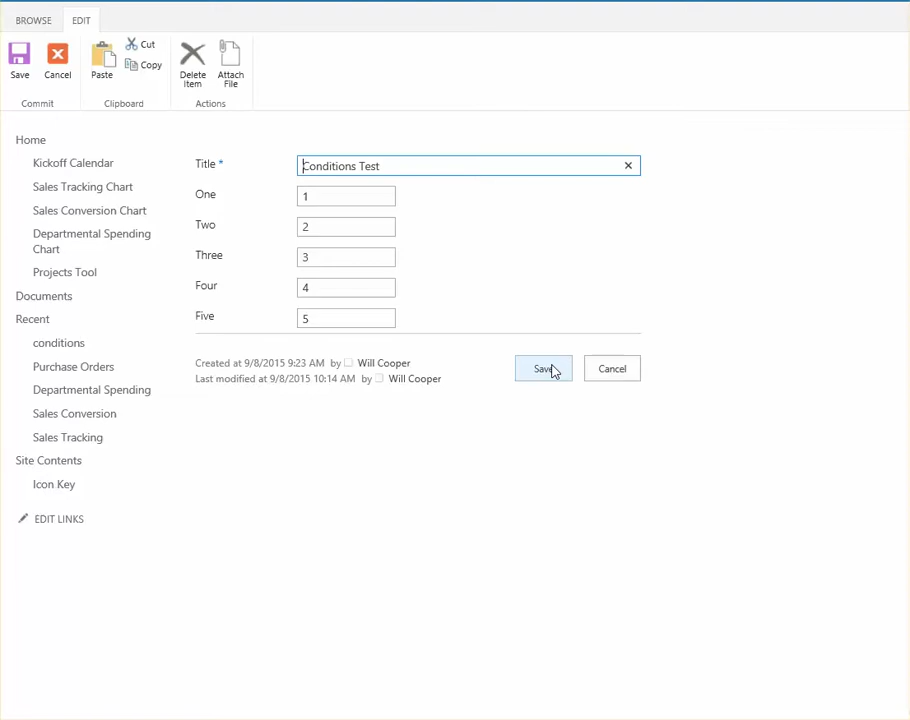 BROWSE EDIT
Save Cancel Paste Cut Copy Delete Item Attach File
Commit Clipboard Actions
Home
Kickoff Calendar
Sales Tracking Chart
Sales Conversion Chart
Departmental Spending
Chart
Projects Tool
Documents
Recent
conditions
Purchase Orders
Departmental Spending
Sales Conversion
Sales Tracking
Site Contents
Icon Key
EDIT LINKS
Title * Conditions Test
One 1
Two 2
Three 3
Four 4
Five 5
Created at 9/8/2015 9:23 AM by Will Cooper
Last modified at 9/8/2015 10:14 AM by Will Cooper
Save Cancel